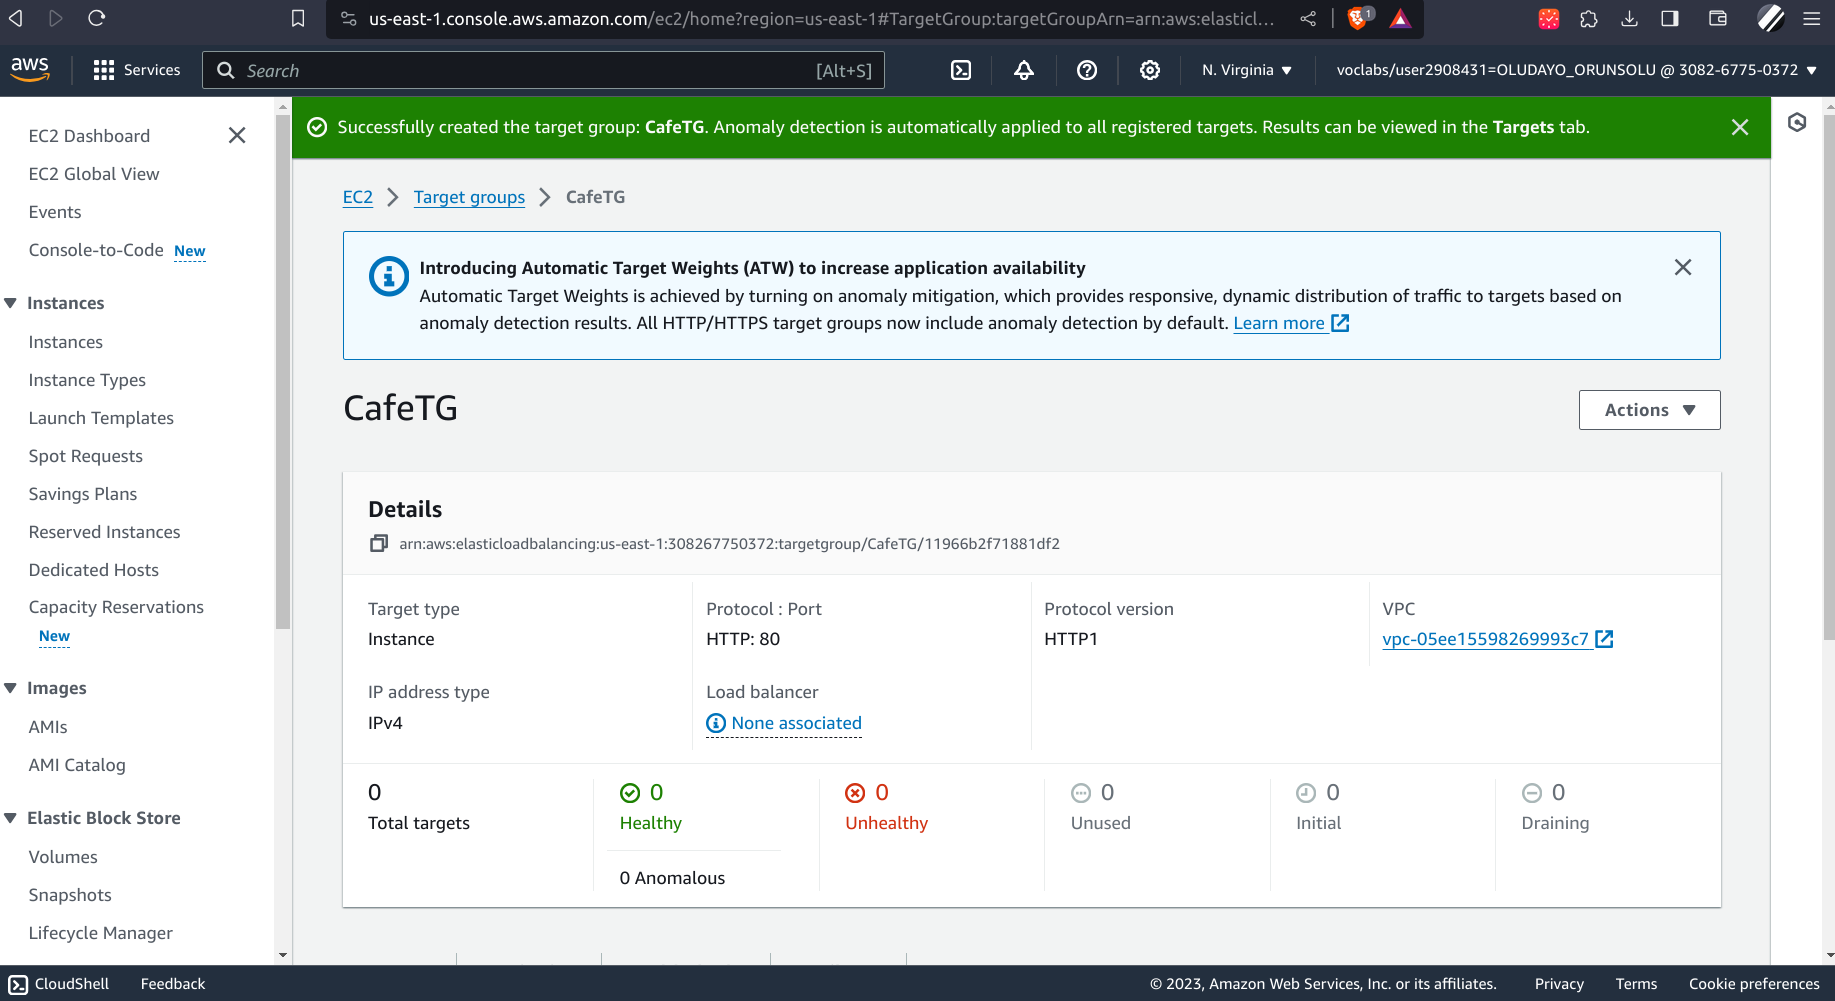 us-east-1.console.aws.amazon.com/ec2/home?region=us-east-1#TargetGroup:targetGroupArn=arn:aws:elasticl...
1
aws
Services
Search
[Alt+S]
N. Virginia
voclabs/user2908431=OLUDAYO_ORUNSOLU @ 3082-6775-0372
EC2 Dashboard
EC2 Global View
Events
Console-to-Code New
Instances
Instances
Instance Types
Launch Templates
Spot Requests
Savings Plans
Reserved Instances
Dedicated Hosts
Capacity Reservations
New
Images
AMIs
AMI Catalog
Elastic Block Store
Volumes
Snapshots
Lifecycle Manager
Successfully created the target group: CafeTG. Anomaly detection is automatically applied to all registered targets. Results can be viewed in the Targets tab.
EC2
Target groups
CafeTG
Introducing Automatic Target Weights (ATW) to increase application availability
Automatic Target Weights is achieved by turning on anomaly mitigation, which provides responsive, dynamic distribution of traffic to targets based on
anomaly detection results. All HTTP/HTTPS target groups now include anomaly detection by default. Learn more
CafeTG
Actions
Details
arn:aws:elasticloadbalancing:us-east-1:308267750372:targetgroup/CafeTG/11966b2f71881df2
Target type
Instance
Protocol : Port
HTTP: 80
Protocol version
HTTP1
VPC
vpc-05ee15598269993c7
IP address type
IPv4
Load balancer
None associated
0
Total targets
0
Healthy
0 Anomalous
0
Unhealthy
0
Unused
0
Initial
0
Draining
CloudShell
Feedback
© 2023, Amazon Web Services, Inc. or its affiliates.
Privacy
Terms
Cookie preferences